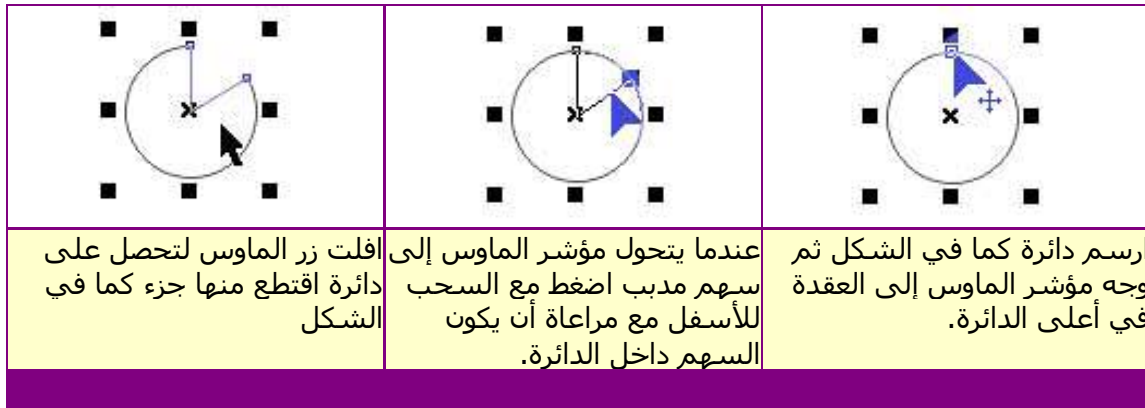 ارسم دائرة كما في الشكل ثم
وجه مؤشر الماوس إلى العقدة
في أعلى الدائرة.
عندما يتحول مؤشر الماوس إلى
سهم مدبب اضغط مع السحب
للأسفل مع مراعاة أن يكون
السهم داخل الدائرة.
افلت زر الماوس لتحصل على
دائرة اقتطع منها جزء كما في
الشكل